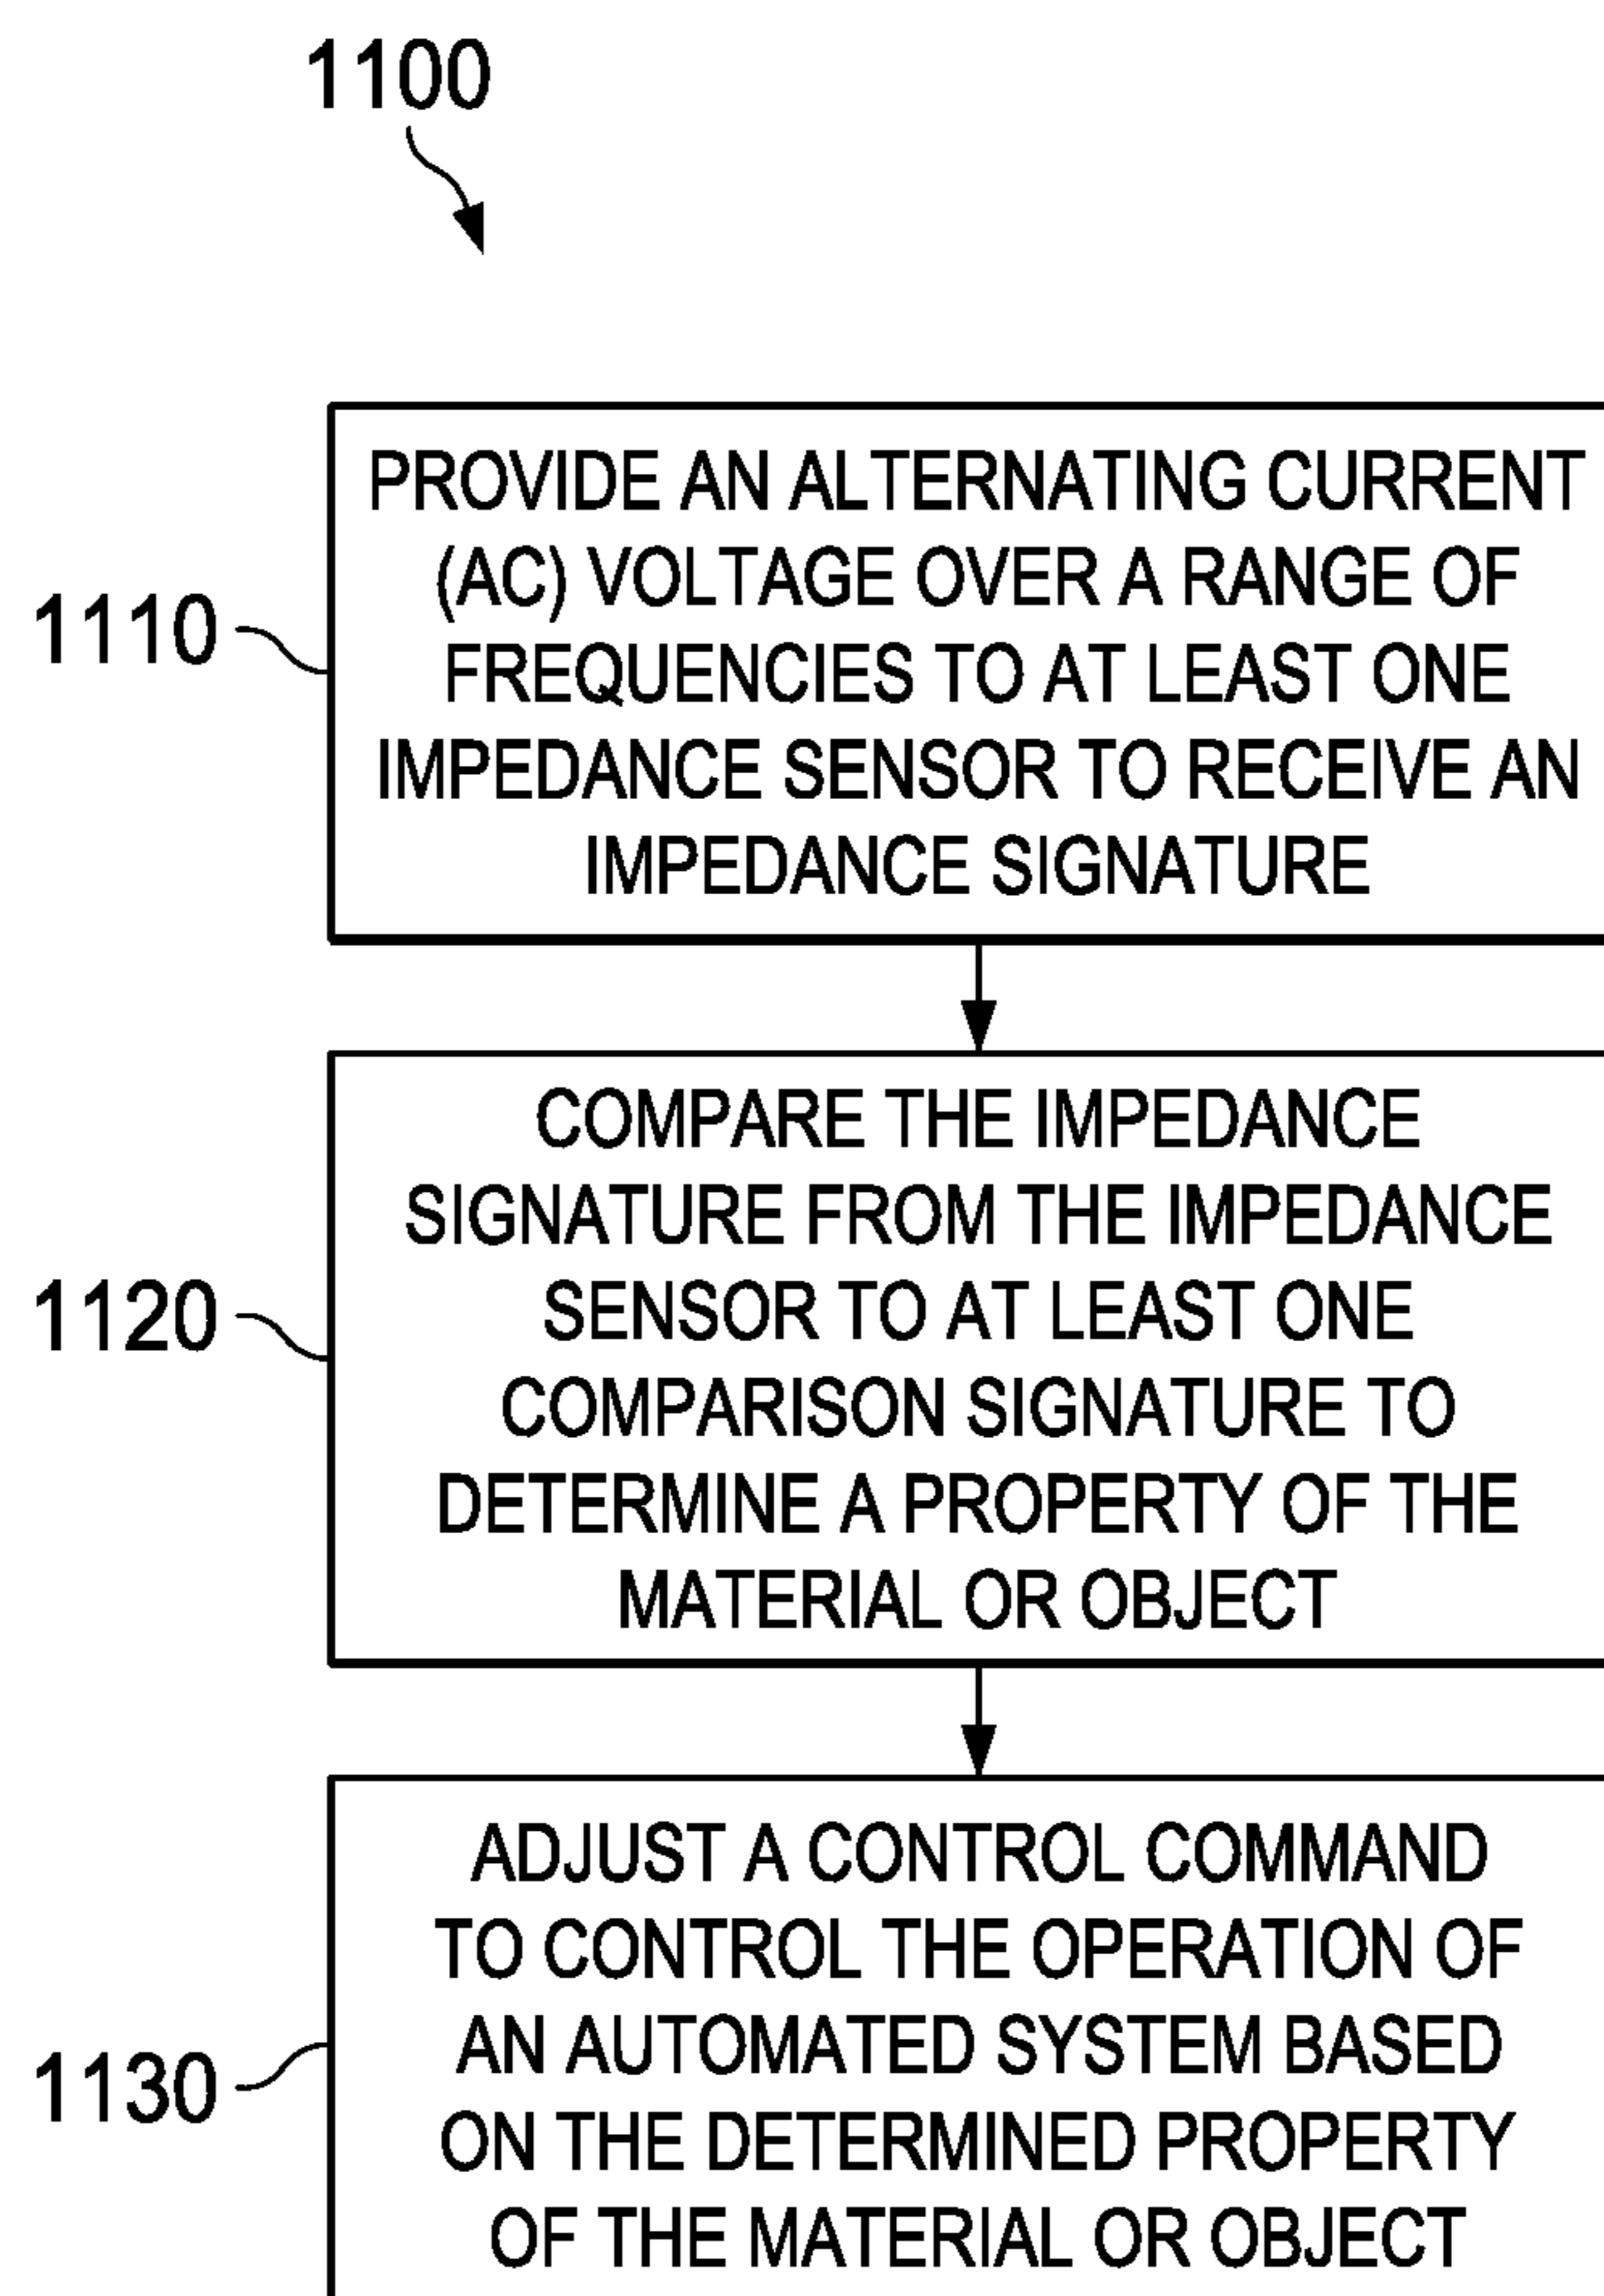 1100
PROVIDE AN ALTERNATING CURRENT
(AC) VOLTAGE OVER A RANGE OF
FREQUENCIES TO AT LEAST ONE
IMPEDANCE SENSOR TO RECEIVE AN
IMPEDANCE SIGNATURE
1110
COMPARE THE IMPEDANCE
SIGNATURE FROM THE IMPEDANCE
SENSOR TO AT LEAST ONE
COMPARISON SIGNATURE TO
DETERMINE A PROPERTY OF THE
MATERIAL OR OBJECT
1120
ADJUST A CONTROL COMMAND
TO CONTROL THE OPERATION OF
AN AUTOMATED SYSTEM BASED
ON THE DETERMINED PROPERTY
OF THE MATERIAL OR OBJECT
1130